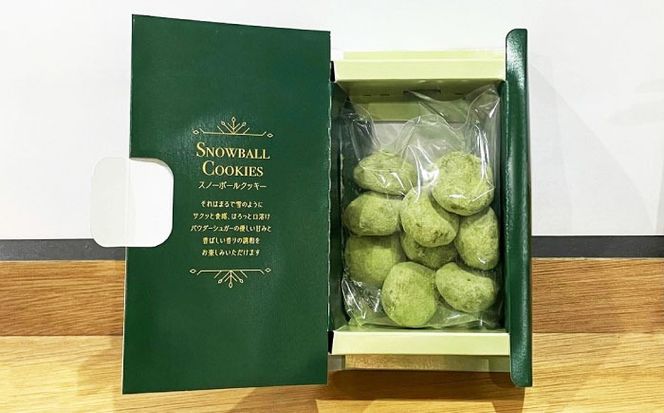 SNOWBALL
COOKIES
スノーボールクッキー
それはまるで雪のように
サクッと食感、ほろっと口溶け
パウダーシュガーの優しい甘みと
香ばしい香りの調和を
お楽しみいただけます